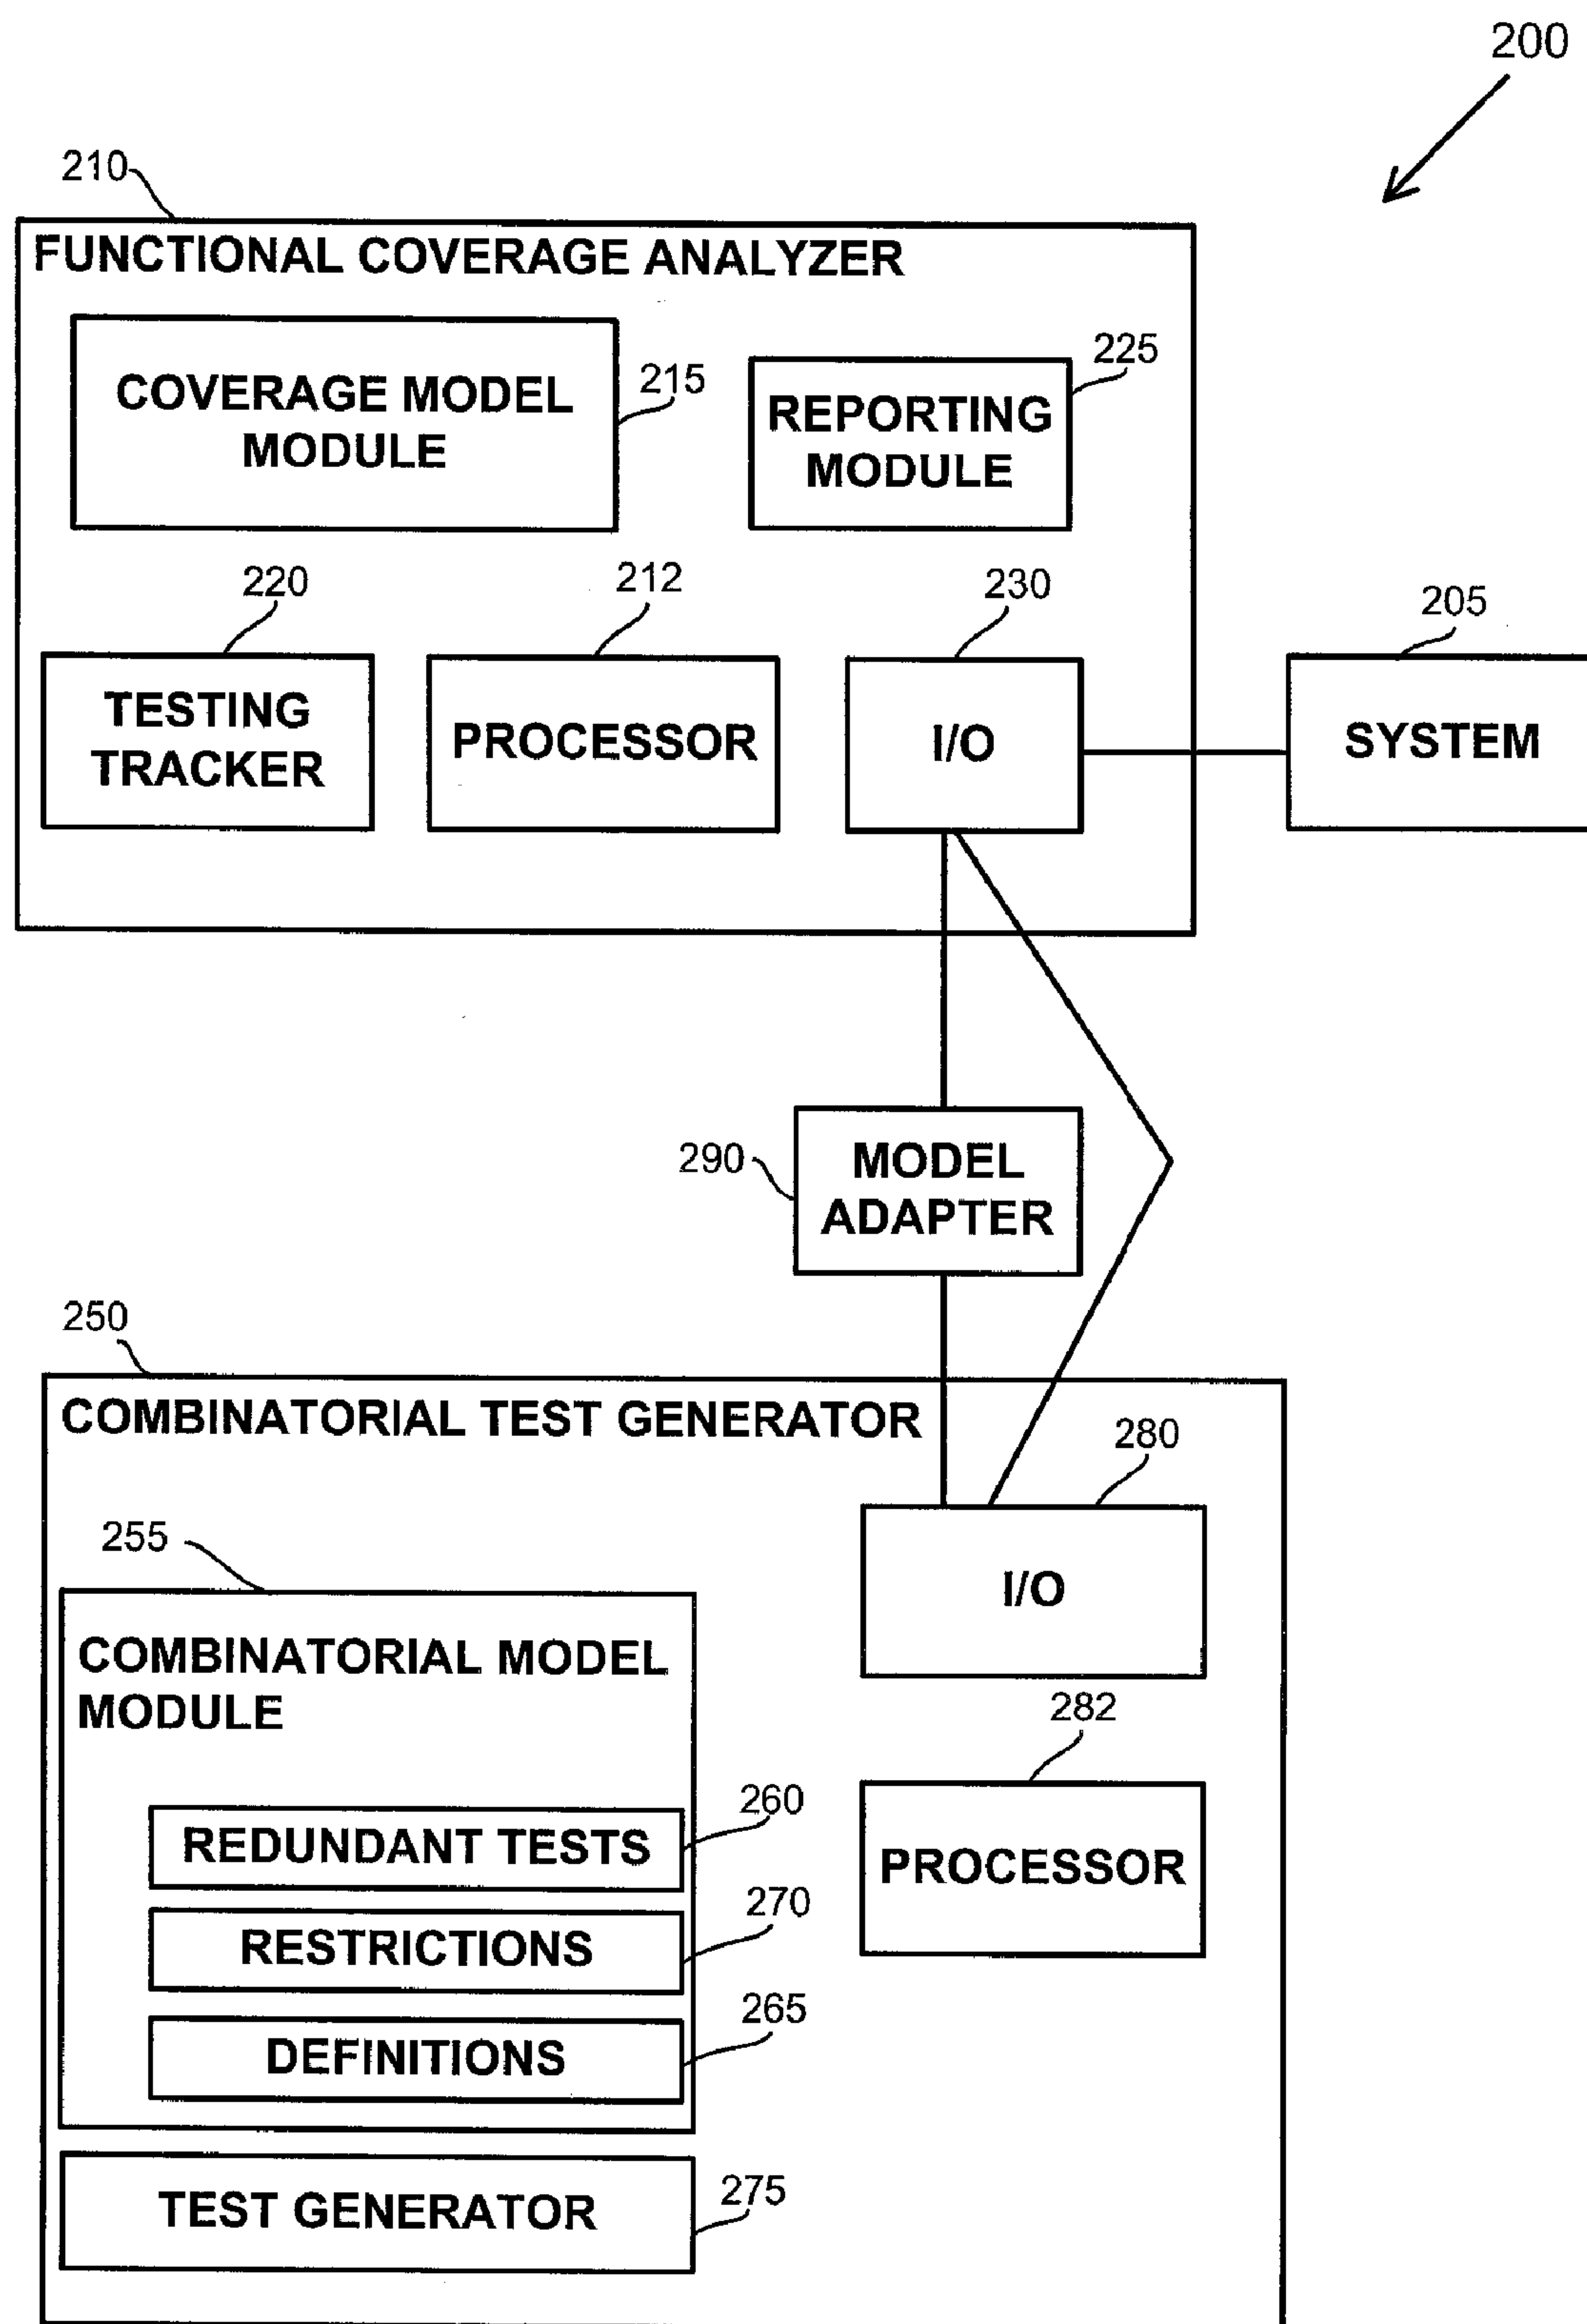 200
210
FUNCTIONAL COVERAGE ANALYZER
COVERAGE MODEL
MODULE
215
225
REPORTING
MODULE
220
212
230
205
TESTING
TRACKER
PROCESSOR
I/O
SYSTEM
290
MODEL
ADAPTER
250
COMBINATORIAL TEST GENERATOR
280
I/O
255
COMBINATORIAL MODEL
MODULE
282
PROCESSOR
260
REDUNDANT TESTS
270
RESTRICTIONS
265
DEFINITIONS
TEST GENERATOR
275